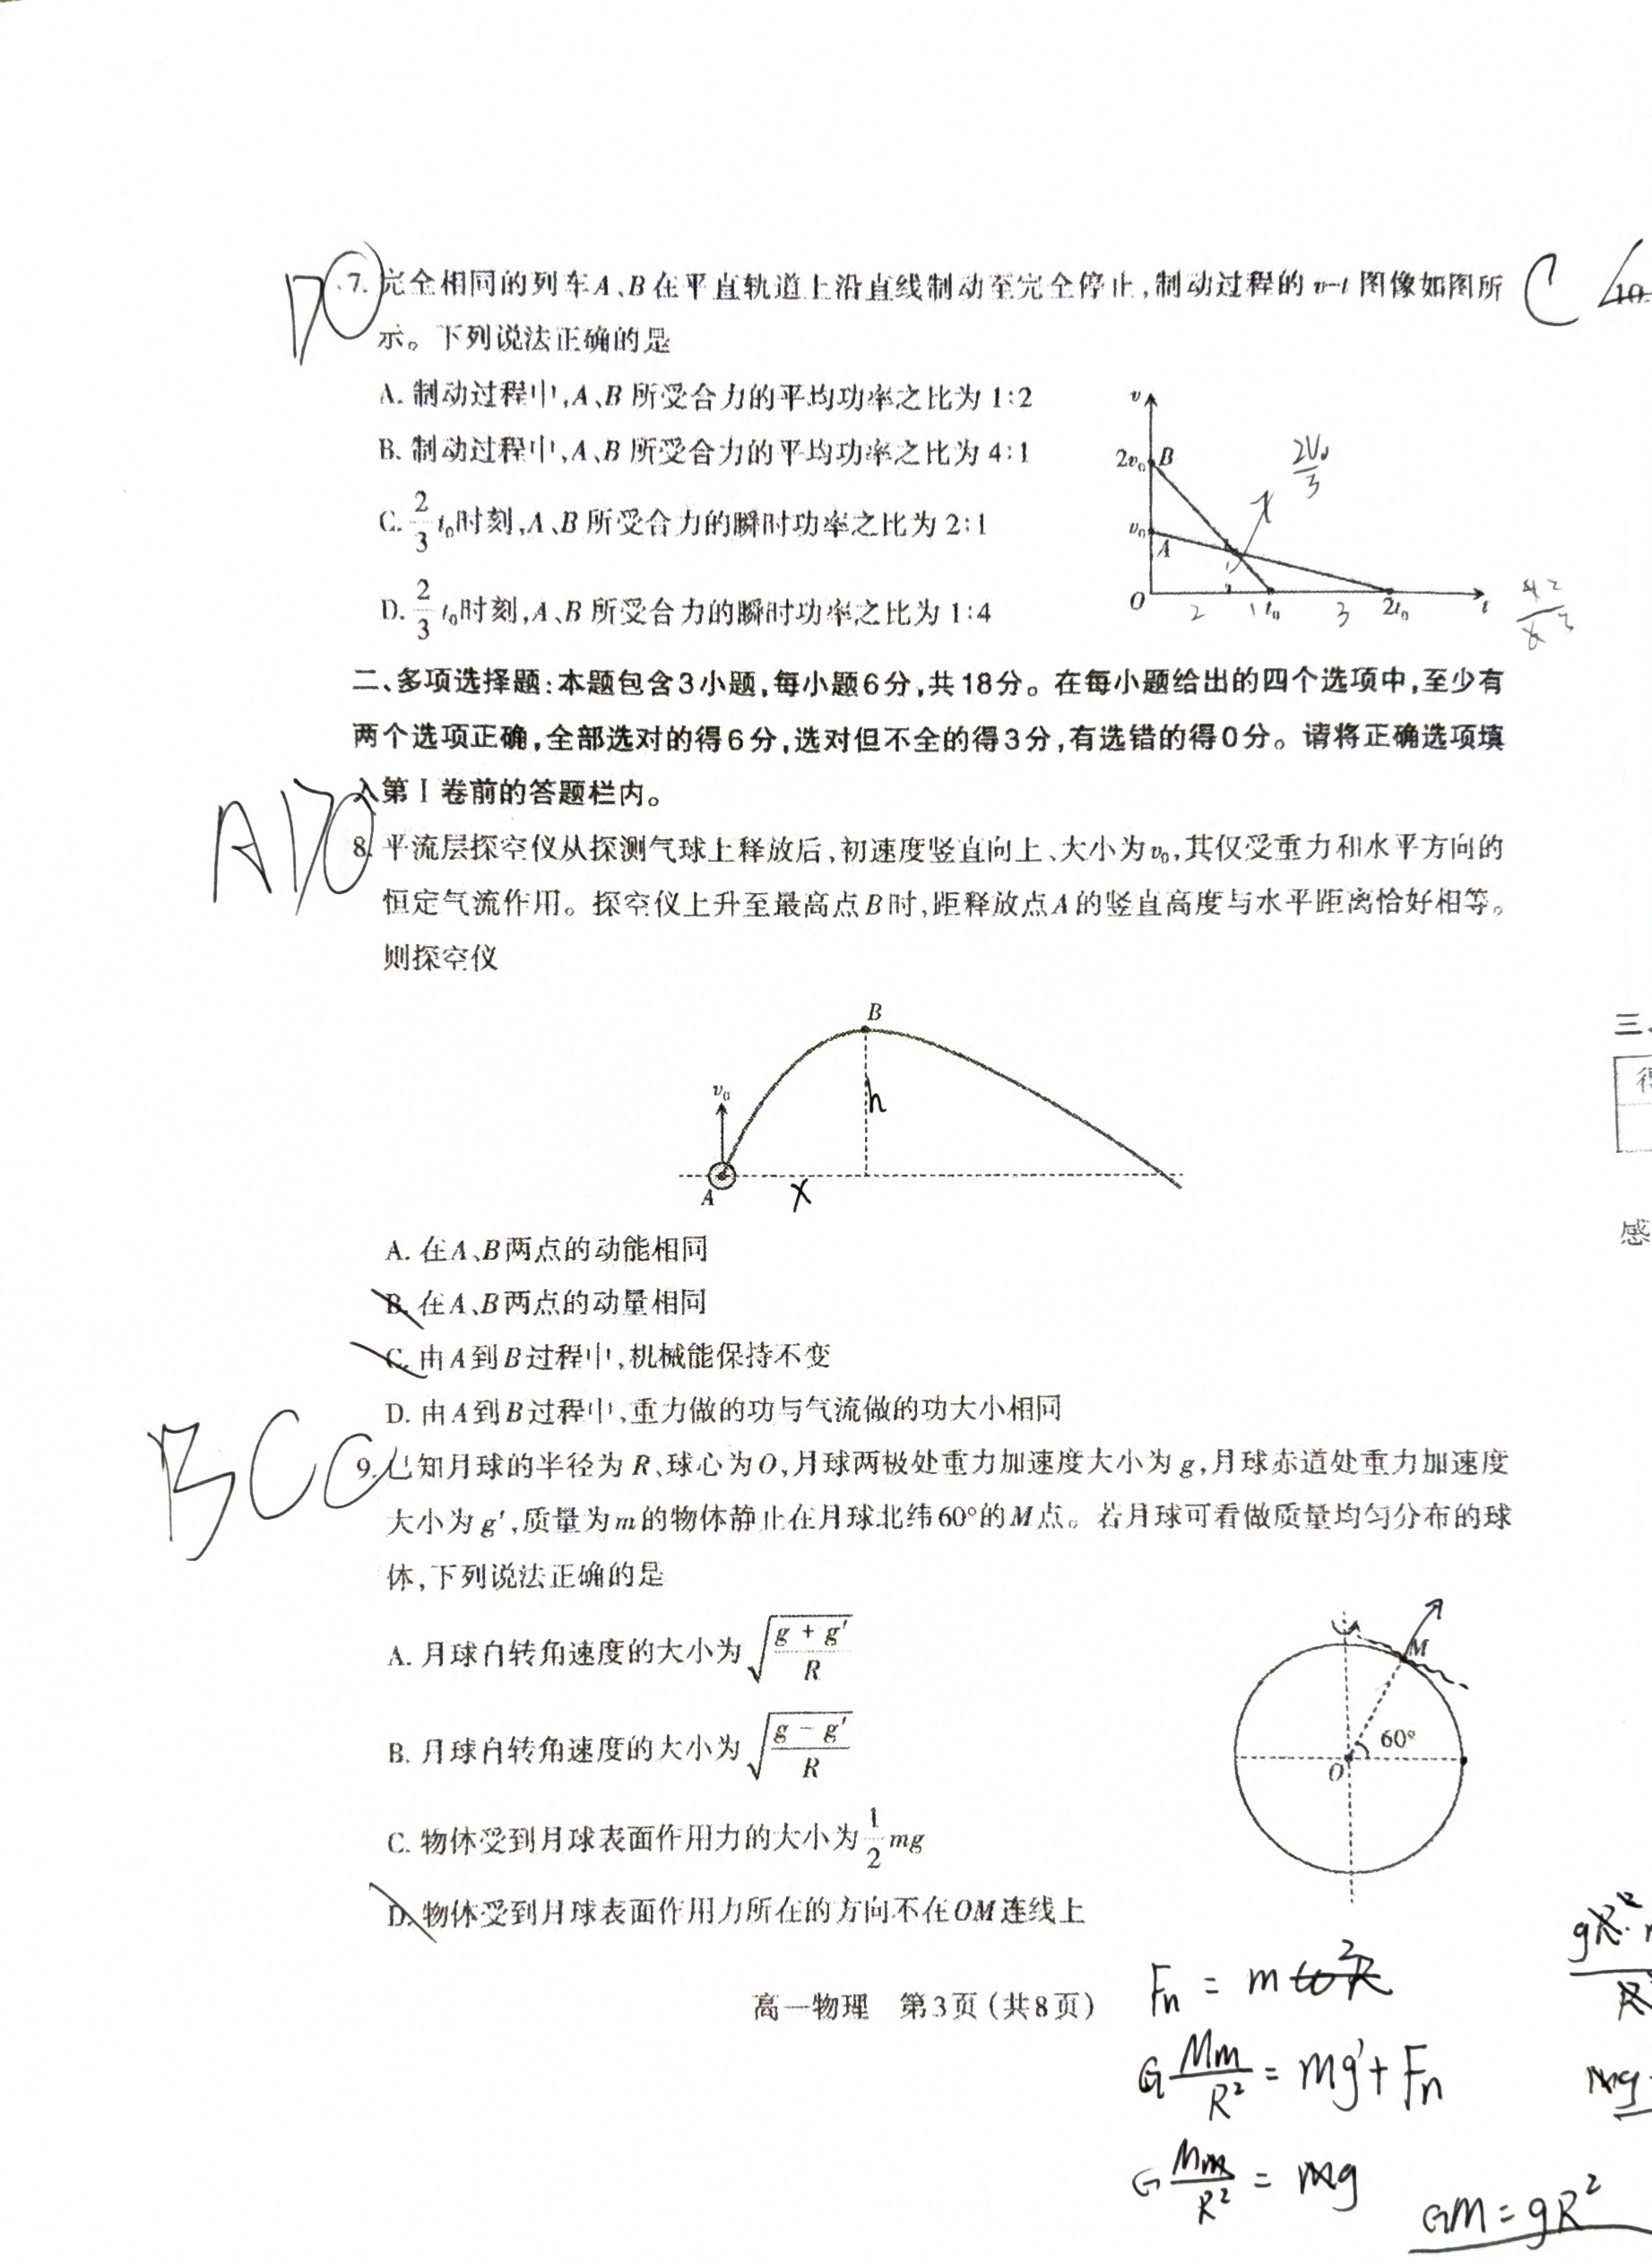 D 7. 完全相同的列车A、B在平直轨道上沿直线制动至完全停止,制动过程的v-t图像如图所 C
示。下列说法正确的是
A. 制动过程中,A、B所受合力的平均功率之比为1:2
B. 制动过程中,A、B所受合力的平均功率之比为4:1
C. 2/3 t₀时刻,A、B所受合力的瞬时功率之比为2:1
D. 2/3 t₀时刻,A、B所受合力的瞬时功率之比为1:4
v
2v₀ B
2V₀/3
v₀ A
O 2 1 t₀ 3 2t₀ t
二、多项选择题:本题包含3小题,每小题6分,共18分。在每小题给出的四个选项中,至少有
两个选项正确,全部选对的得6分,选对但不全的得3分,有选错的得0分。请将正确选项填
入第Ⅰ卷前的答题栏内。
AD 8. 平流层探空仪从探测气球上释放后,初速度竖直向上、大小为v₀,其仅受重力和水平方向的
恒定气流作用。探空仪上升至最高点B时,距释放点A的竖直高度与水平距离恰好相等。
则探空仪
B
h
v₀
A x
A. 在A、B两点的动能相同
B. 在A、B两点的动量相同
C. 由A到B过程中,机械能保持不变
D. 由A到B过程中,重力做的功与气流做的功大小相同
BC 9. 已知月球的半径为R、球心为O,月球两极处重力加速度大小为g,月球赤道处重力加速度
大小为g′,质量为m的物体静止在月球北纬60°的M点。若月球可看做质量均匀分布的球
体,下列说法正确的是
A. 月球自转角速度的大小为√((g + g′)/R)
B. 月球自转角速度的大小为√((g - g′)/R)
C. 物体受到月球表面作用力的大小为1/2 mg
D. 物体受到月球表面作用力所在的方向不在OM连线上
M
60°
O
高一物理 第3页(共8页)
Fn = mω²R
G Mm/R² = mg′ + Fn
G Mm/R² = mg
GM = gR²
三、
感